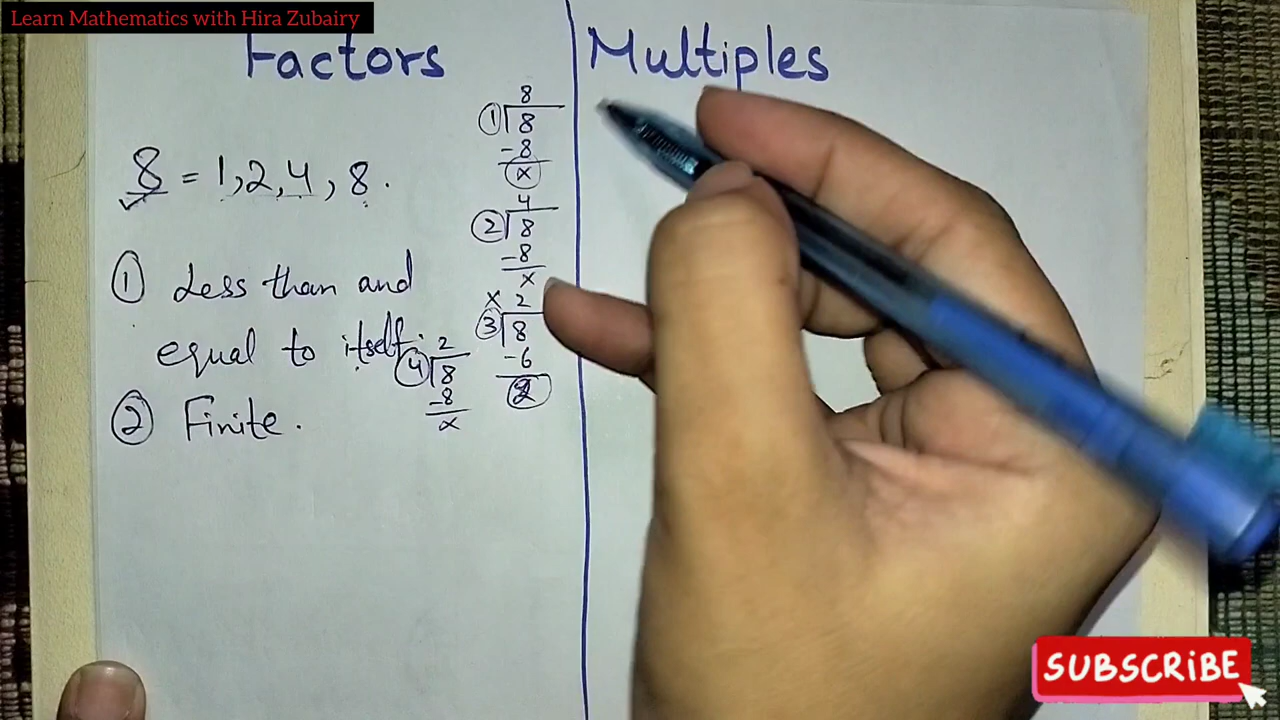 Learn Mathematics with Hira Zubairy
Factors
8 = 1,2,4, 8.
① Less than and
equal to itself.
② Finite.
8
① 8
-8
x
4
② 8
-8
x
x 2
③ 8
-6
2
2
④ 8
-8
x
Multiples
SUBSCRIBE